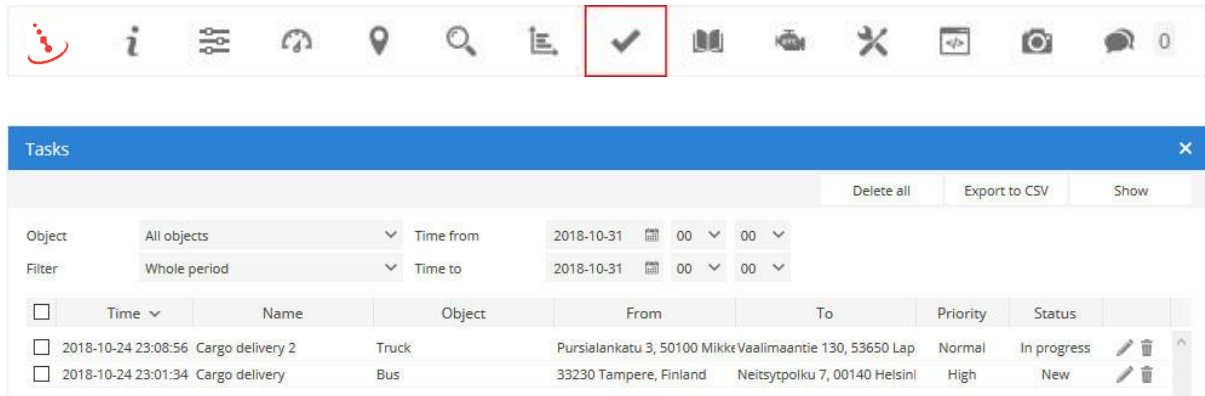 0
Tasks
Delete all Export to CSV Show
Object All objects Time from 2018-10-31 00 00
Filter Whole period Time to 2018-10-31 00 00
Time Name Object From To Priority Status
2018-10-24 23:08:56 Cargo delivery 2 Truck Pursialankatu 3, 50100 Mikke Vaalimaantie 130, 53650 Lap Normal In progress
2018-10-24 23:01:34 Cargo delivery Bus 33230 Tampere, Finland Neitsytpolku 7, 00140 Helsinl High New